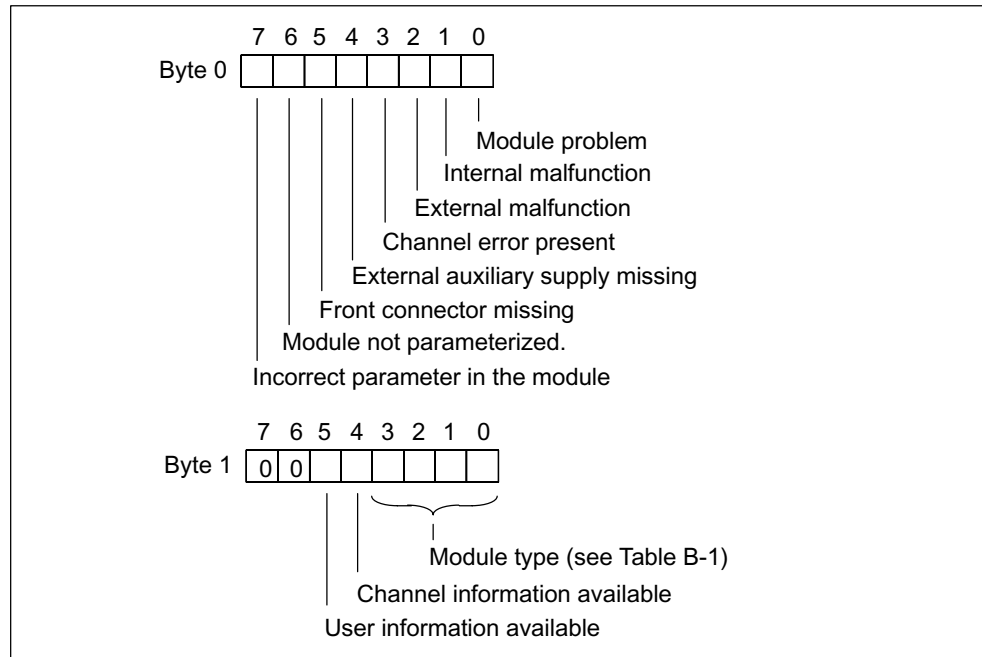 7 6 5 4 3 2 1 0
Byte 0
Module problem
Internal malfunction
External malfunction
Channel error present
External auxiliary supply missing
Front connector missing
Module not parameterized.
Incorrect parameter in the module
7 6 5 4 3 2 1 0
Byte 1 0 0
Module type (see Table B-1)
Channel information available
User information available